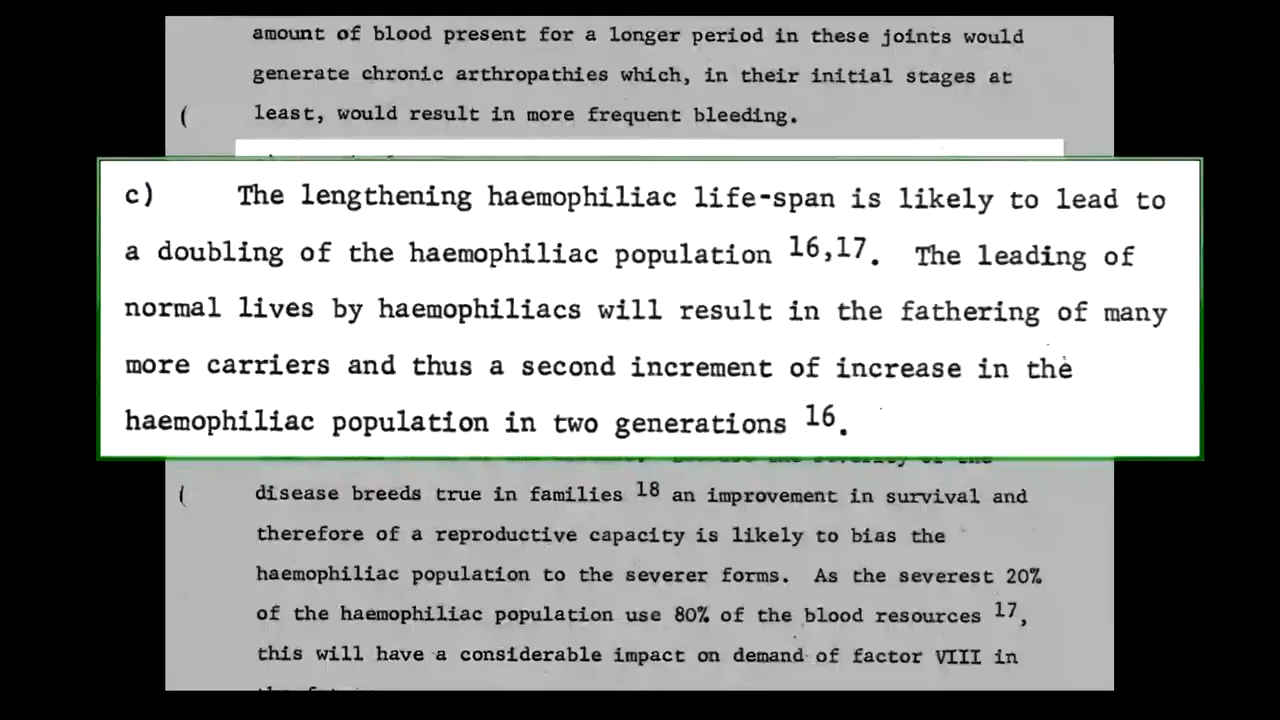 amount of blood present for a longer period in these joints would
generate chronic arthropathies which, in their initial stages at
( least, would result in more frequent bleeding.
c) The lengthening haemophiliac life-span is likely to lead to
a doubling of the haemophiliac population 16,17. The leading of
normal lives by haemophiliacs will result in the fathering of many
more carriers and thus a second increment of increase in the
haemophiliac population in two generations 16.
( disease breeds true in families 18 an improvement in survival and
therefore of a reproductive capacity is likely to bias the
haemophiliac population to the severer forms. As the severest 20%
of the haemophiliac population use 80% of the blood resources 17,
this will have a considerable impact on demand of factor VIII in